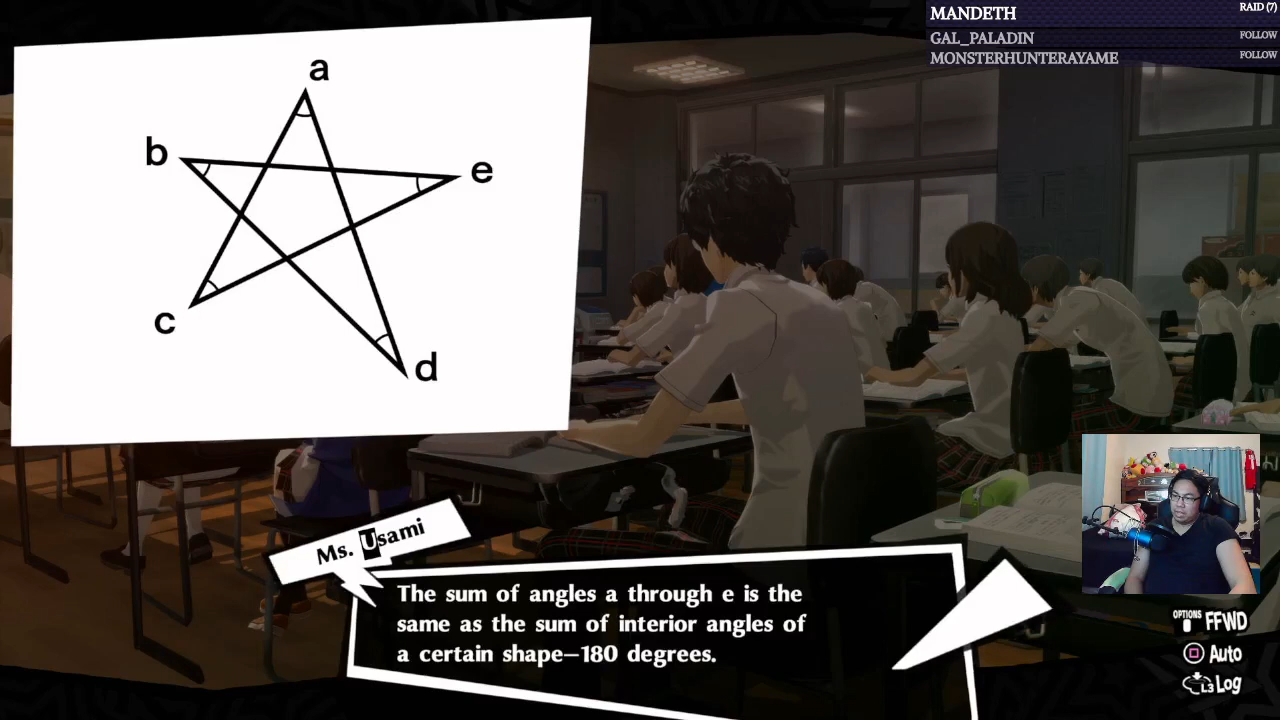 MANDETH RAID (7)
GAL_PALADIN FOLLOW
MONSTERHUNTERAYAME FOLLOW
a
b
e
c
d
Ms. Usami
The sum of angles a through e is the
same as the sum of interior angles of
a certain shape—180 degrees.
OPTIONS FFWD
Auto
L3 Log